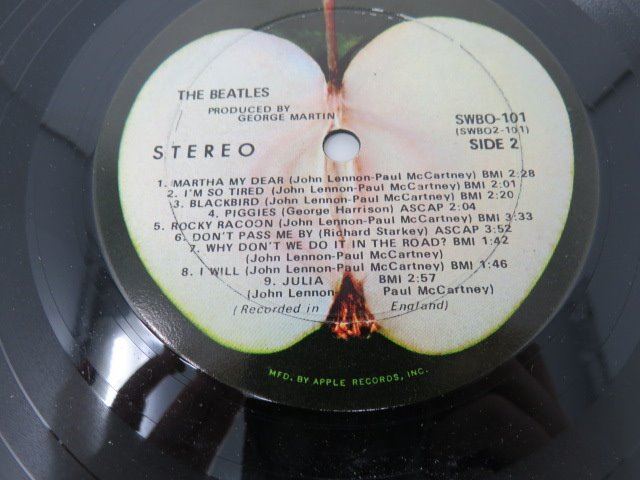 THE BEATLES
PRODUCED BY
GEORGE MARTIN
STEREO
SWBO-101
(SWBO2-101)
SIDE 2
1. MARTHA MY DEAR (John Lennon-Paul McCartney) BMI 2:28
2. I'M SO TIRED (John Lennon-Paul McCartney) BMI 2:01
3. BLACKBIRD (John Lennon-Paul McCartney) BMI 2:20
4. PIGGIES (George Harrison) ASCAP 2:04
5. ROCKY RACOON (John Lennon-Paul McCartney) BMI 3:33
6. DON'T PASS ME BY (Richard Starkey) ASCAP 3:52
7. WHY DON'T WE DO IT IN THE ROAD? BMI 1:42
(John Lennon-Paul McCartney)
8. I WILL (John Lennon-Paul McCartney) BMI 1:46
9. JULIA BMI 2:57
(John Lennon Paul McCartney)
(Recorded in England)
MFD. BY APPLE RECORDS, INC.